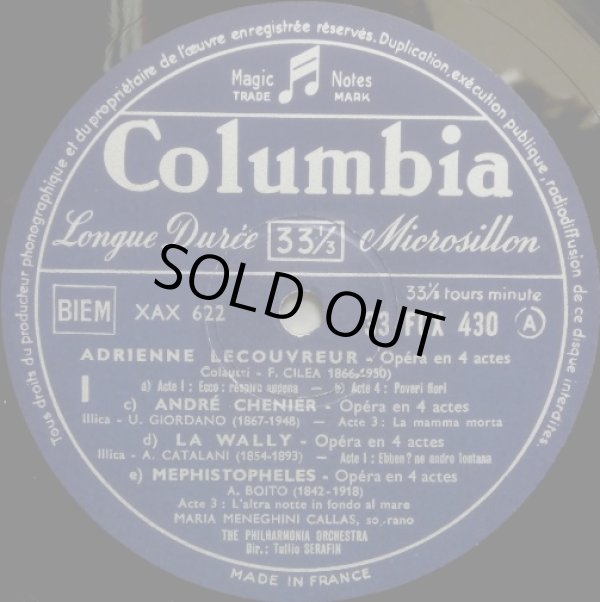 Tous droits du producteur phonographique et du propriétaire de l'œuvre enregistrée réservés. Duplication, exécution publique, radiodiffusion de ce disque interdites.
Magic Notes
TRADE MARK
Columbia
Longue Durée 33⅓ Microsillon
33⅓ tours minute
BIEM XAX 622 FCX 430 A
SOLD OUT
I
ADRIENNE LECOUVREUR - Opéra en 4 actes
Colautti - F. CILEA 1866-1950)
a) Acte I : Ecco : respiro appena — b) Acte 4 : Poveri fiori
c) ANDRÉ CHENIER - Opéra en 4 actes
Illica - U. GIORDANO (1867-1948) — Acte 3 : La mamma morta
d) LA WALLY - Opéra en 4 actes
Illica - A. CATALANI (1854-1893) — Acte I : Ebben ? ne andro lontana
e) MEPHISTOPHELES - Opéra en 4 actes
A. BOITO (1842-1918)
Acte 3 : L'altra notte in fondo al mare
MARIA MENEGHINI CALLAS, soprano
THE PHILHARMONIA ORCHESTRA
Dir. : Tullio SERAFIN
MADE IN FRANCE